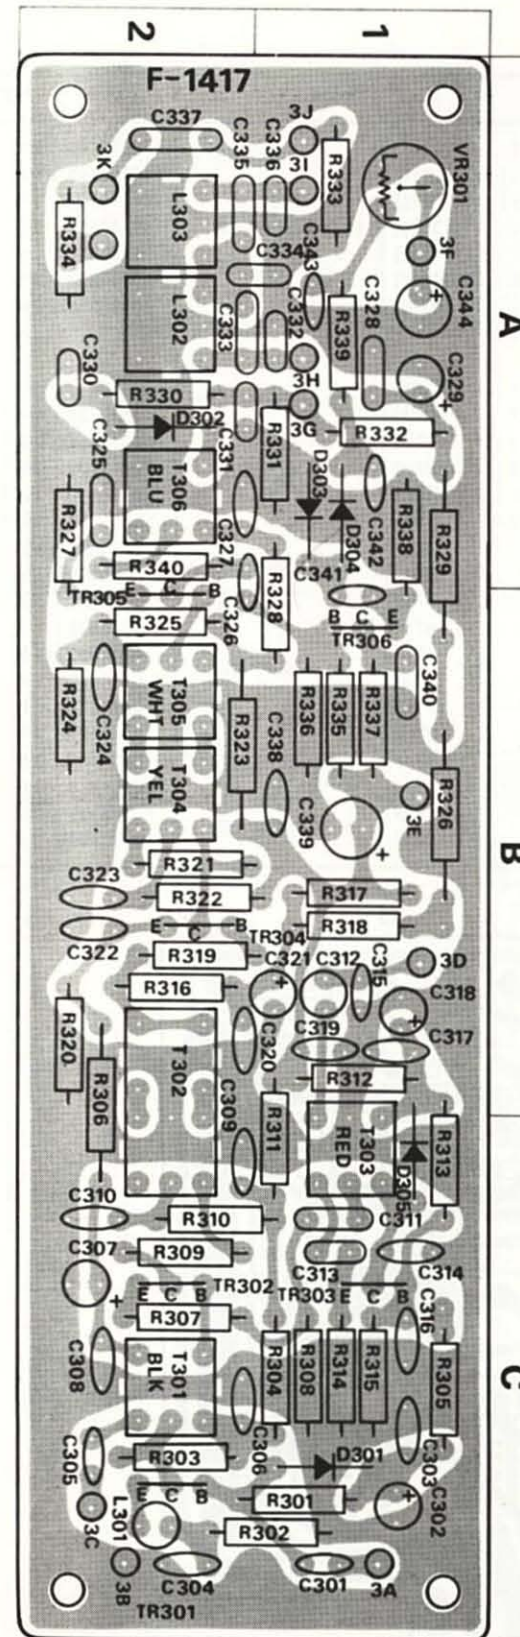 2 1
F-1417
C337
3J
3K
C335
C336
3I
R333
VR301
L303
R334
C334
C343
3F
A
L302
C333
C332
C328
C344
R339
C330
3H
C329
R330
D302
3G
R332
C325
C331
R331
D303
T306
BLU
R327
C327
D304
C342
R338
R329
R340
C341
TR305
E C B
R328
B C E
R325
C326
TR306
R324
C324
T305
WHT
R323
C338
R336
R335
R337
C340
T304
YEL
C339
3E
R326
B
R321
C323
R322
R317
E C B
TR304
R318
C322
R319
C321
C312
C315
3D
R316
C318
R320
C320
C319
C317
T302
R306
C309
R312
R311
T303
RED
D305
R313
C310
R310
C311
C307
R309
C313
C314
E C B
TR302
TR303
E C B
R307
C316
C308
T301
BLK
R304
R308
R314
R315
R305
C
C305
R303
C306
D301
C303
C302
E C B
R301
3C
L301
R302
3B
C304
C301
3A
TR301